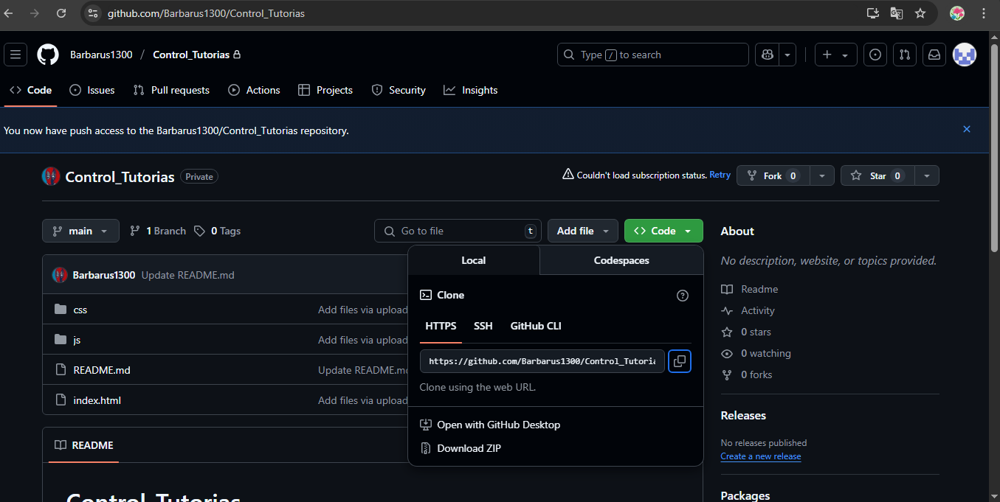 github.com/Barbarus1300/Control_Tutorias
Barbarus1300 / Control_Tutorias
Type / to search
Code Issues Pull requests Actions Projects Security Insights
You now have push access to the Barbarus1300/Control_Tutorias repository.
Control_Tutorias Private
Couldn't load subscription status. Retry
Fork 0
Star 0
main
1 Branch
0 Tags
Go to file t
Add file
Code
Local Codespaces
Clone
HTTPS SSH GitHub CLI
https://github.com/Barbarus1300/Control_Tutoria
Clone using the web URL.
Open with GitHub Desktop
Download ZIP
Barbarus1300 Update README.md
css Add files via upload
js Add files via upload
README.md Update README.md
index.html Add files via upload
README
Control_Tutorias
About
No description, website, or topics provided.
Readme
Activity
0 stars
0 watching
0 forks
Releases
No releases published
Create a new release
Packages